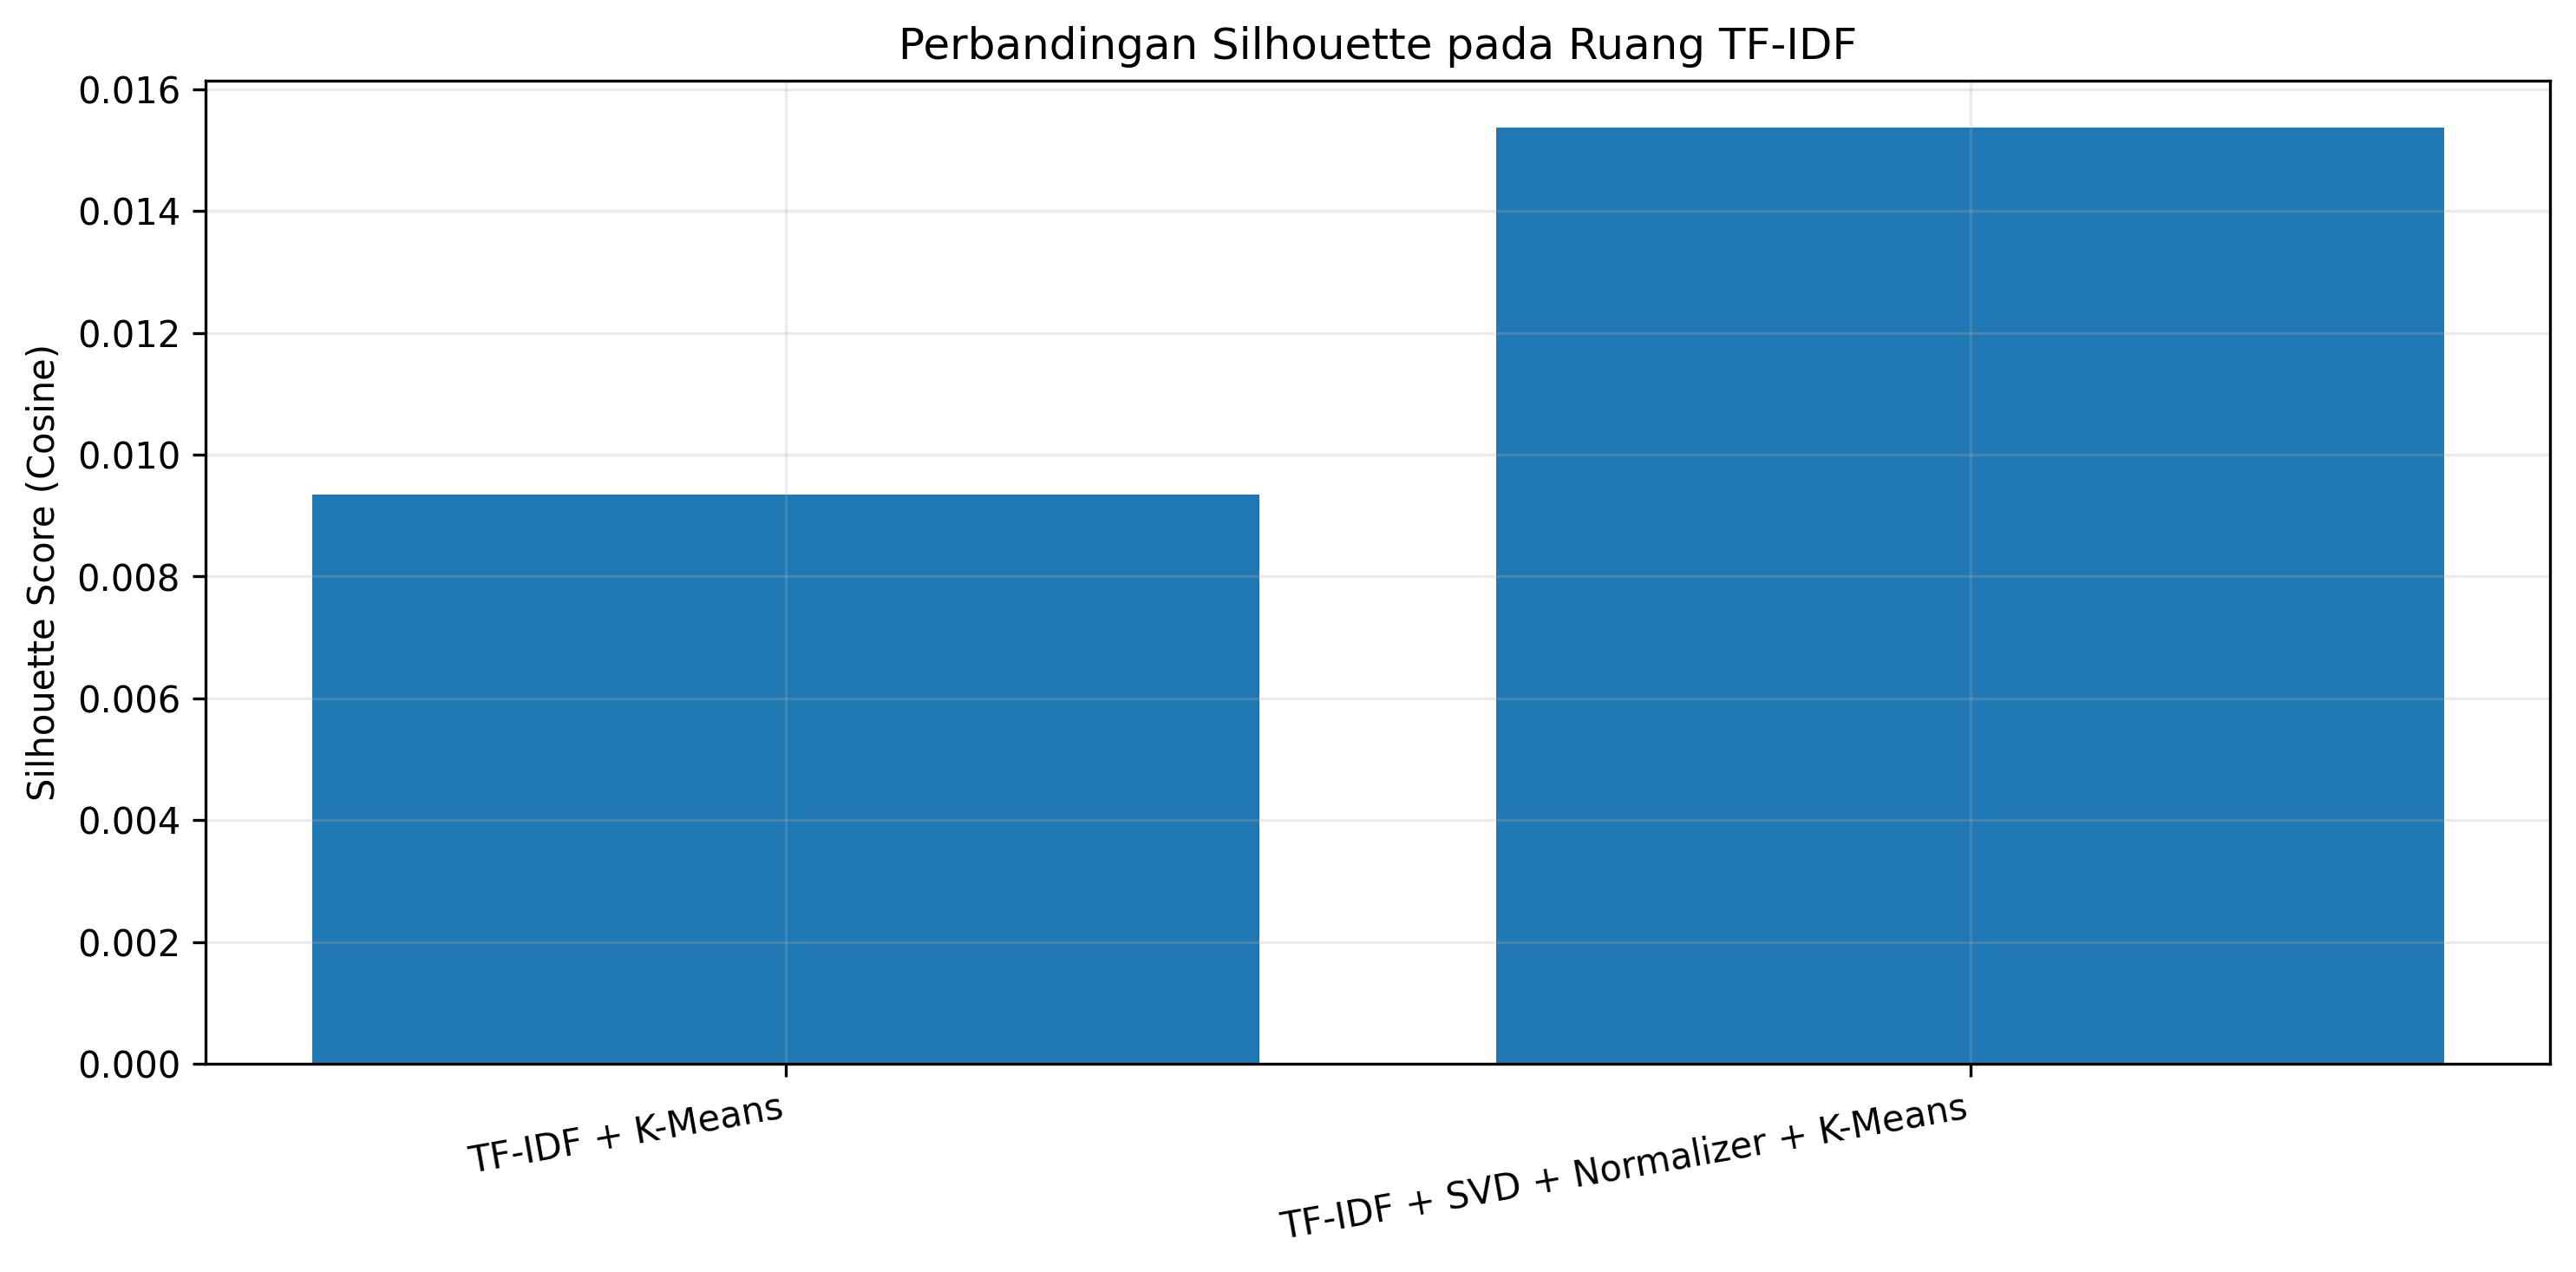 Perbandingan Silhouette pada Ruang TF-IDF
Silhouette Score (Cosine)
0.016
0.014
0.012
0.010
0.008
0.006
0.004
0.002
0.000
TF-IDF + K-Means
TF-IDF + SVD + Normalizer + K-Means